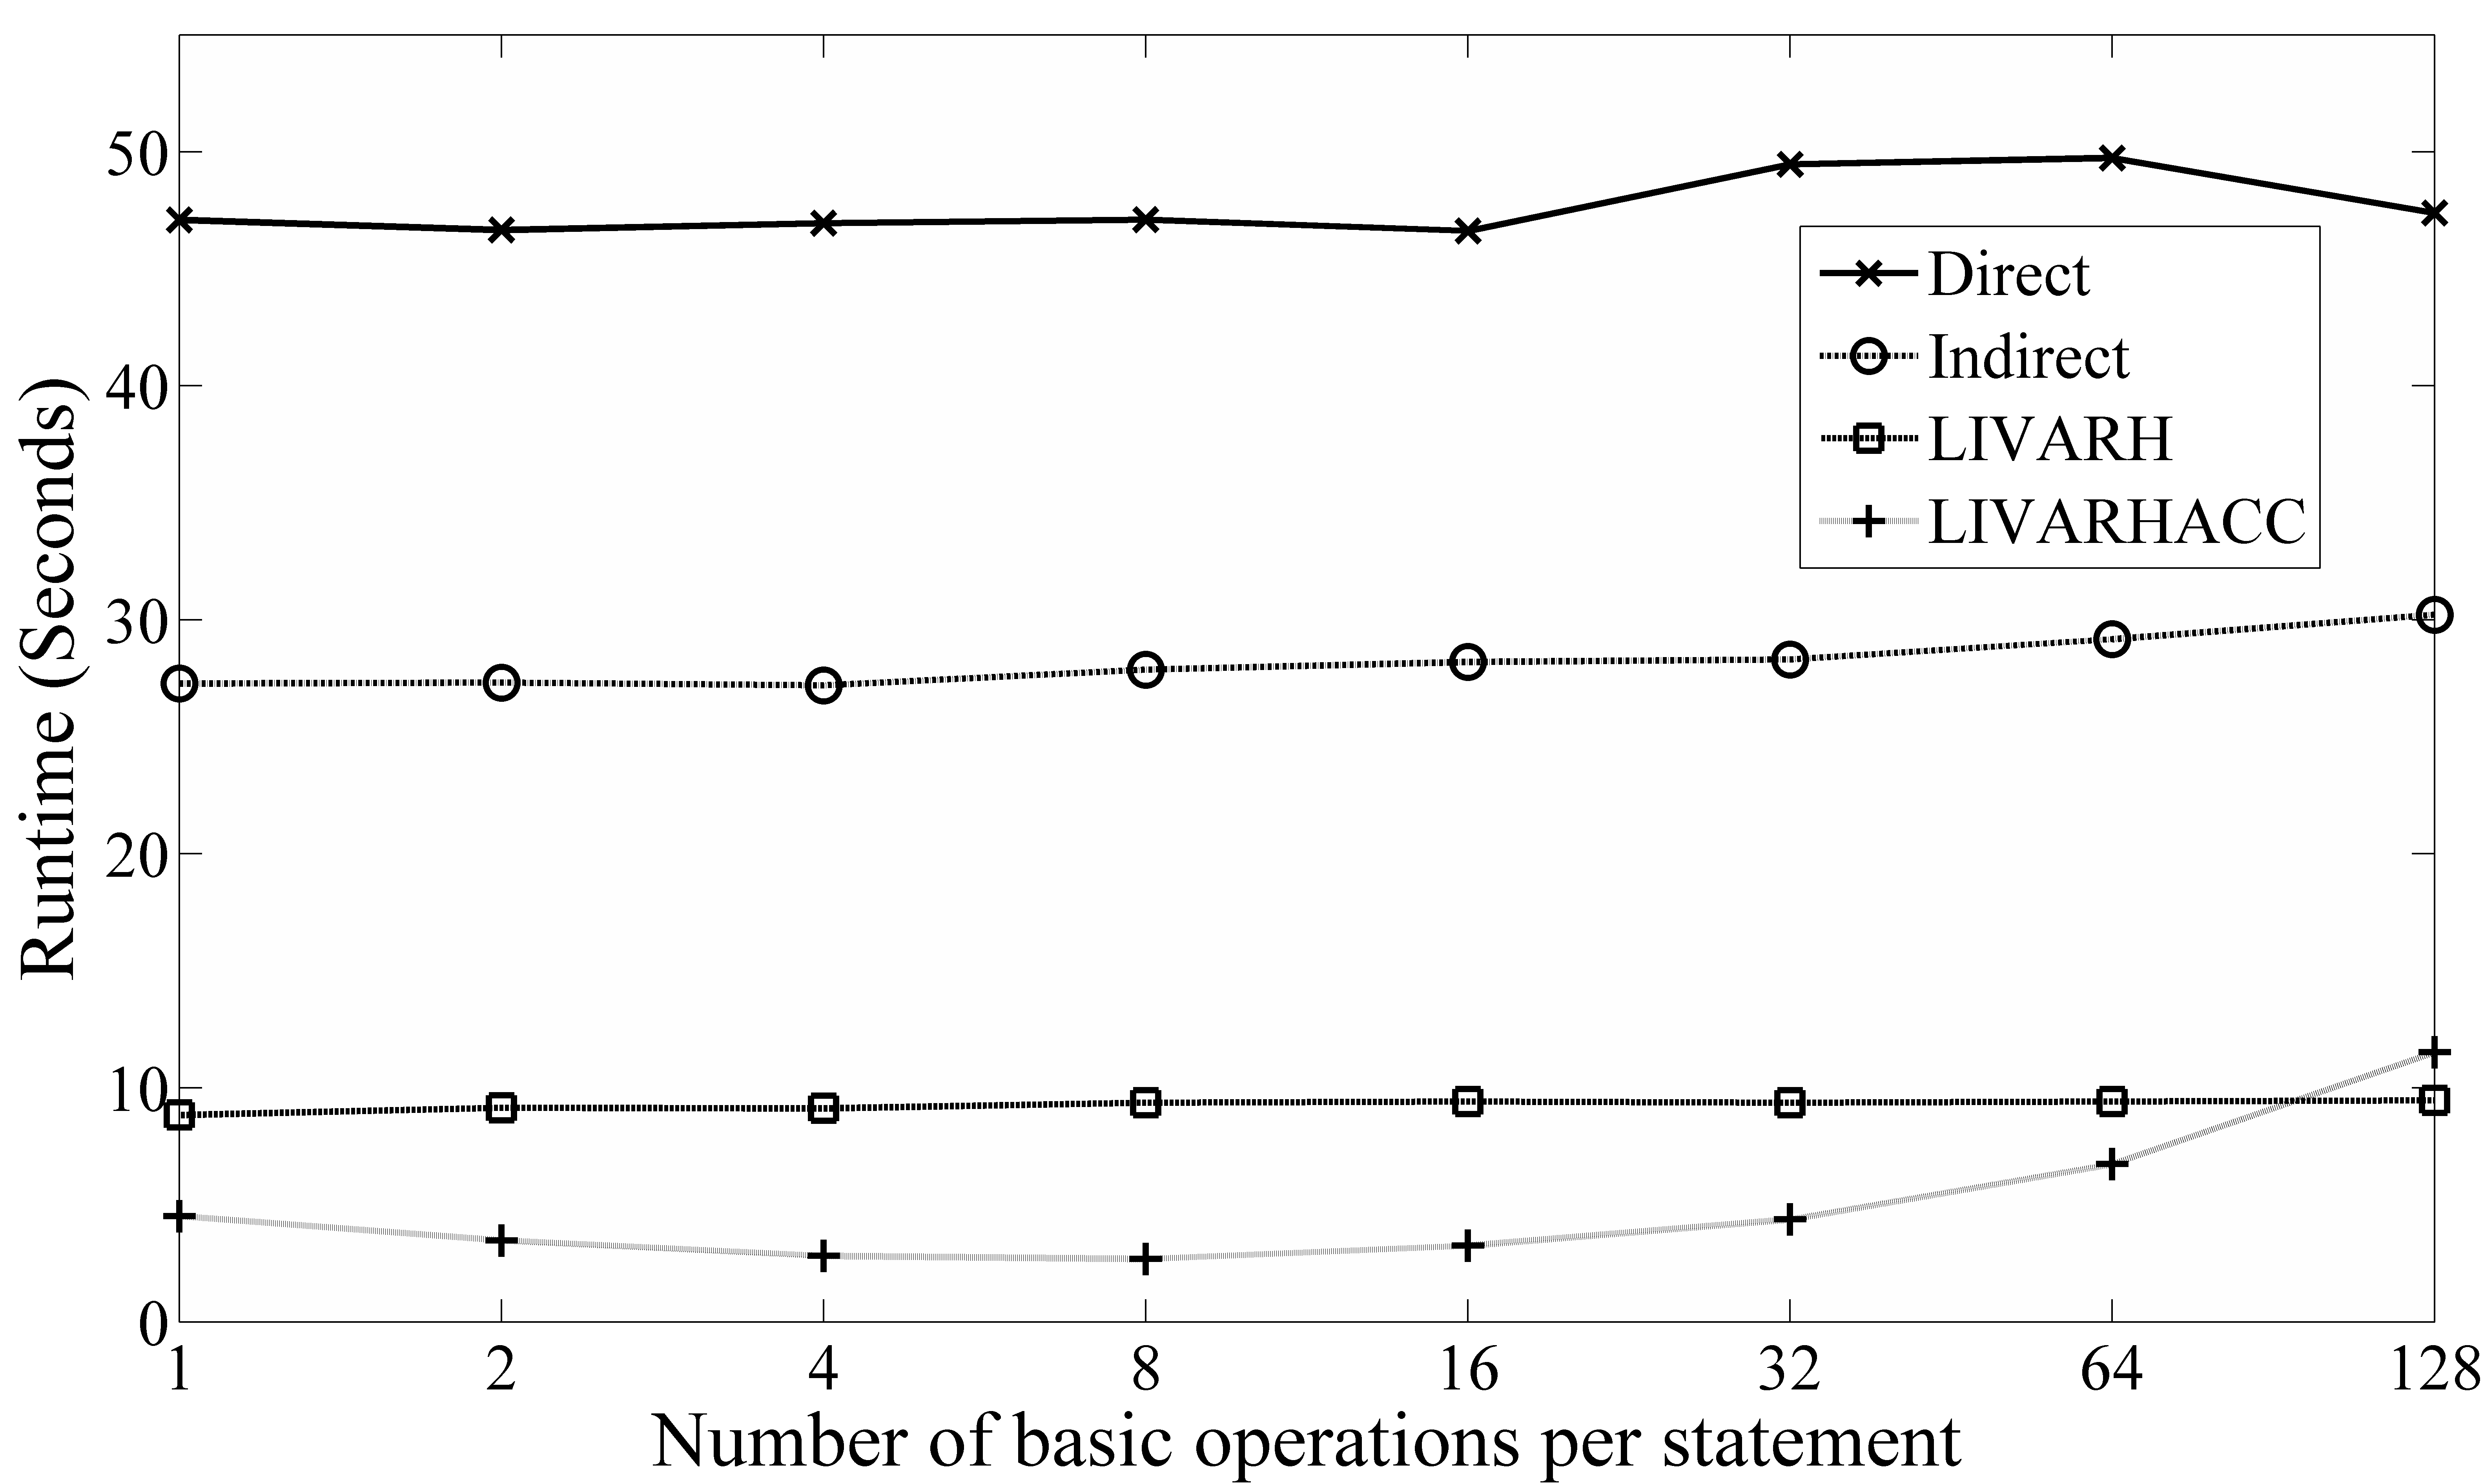 50
40
30
20
10
0
Runtime (Seconds)
Direct
Indirect
LIVARH
LIVARHACC
1 2 4 8 16 32 64 128
Number of basic operations per statement